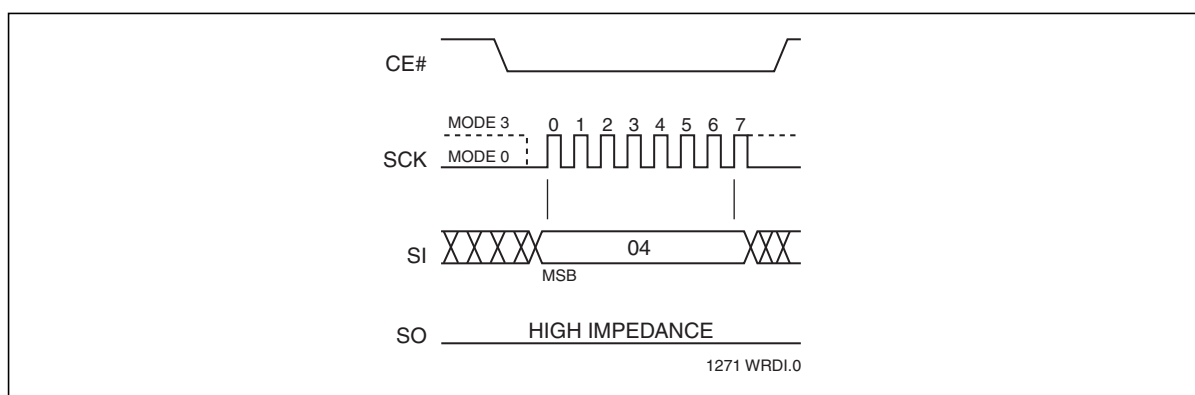 CE#
MODE 3
0 1 2 3 4 5 6 7
SCK
MODE 0
SI
04
MSB
SO
HIGH IMPEDANCE
1271 WRDI.0